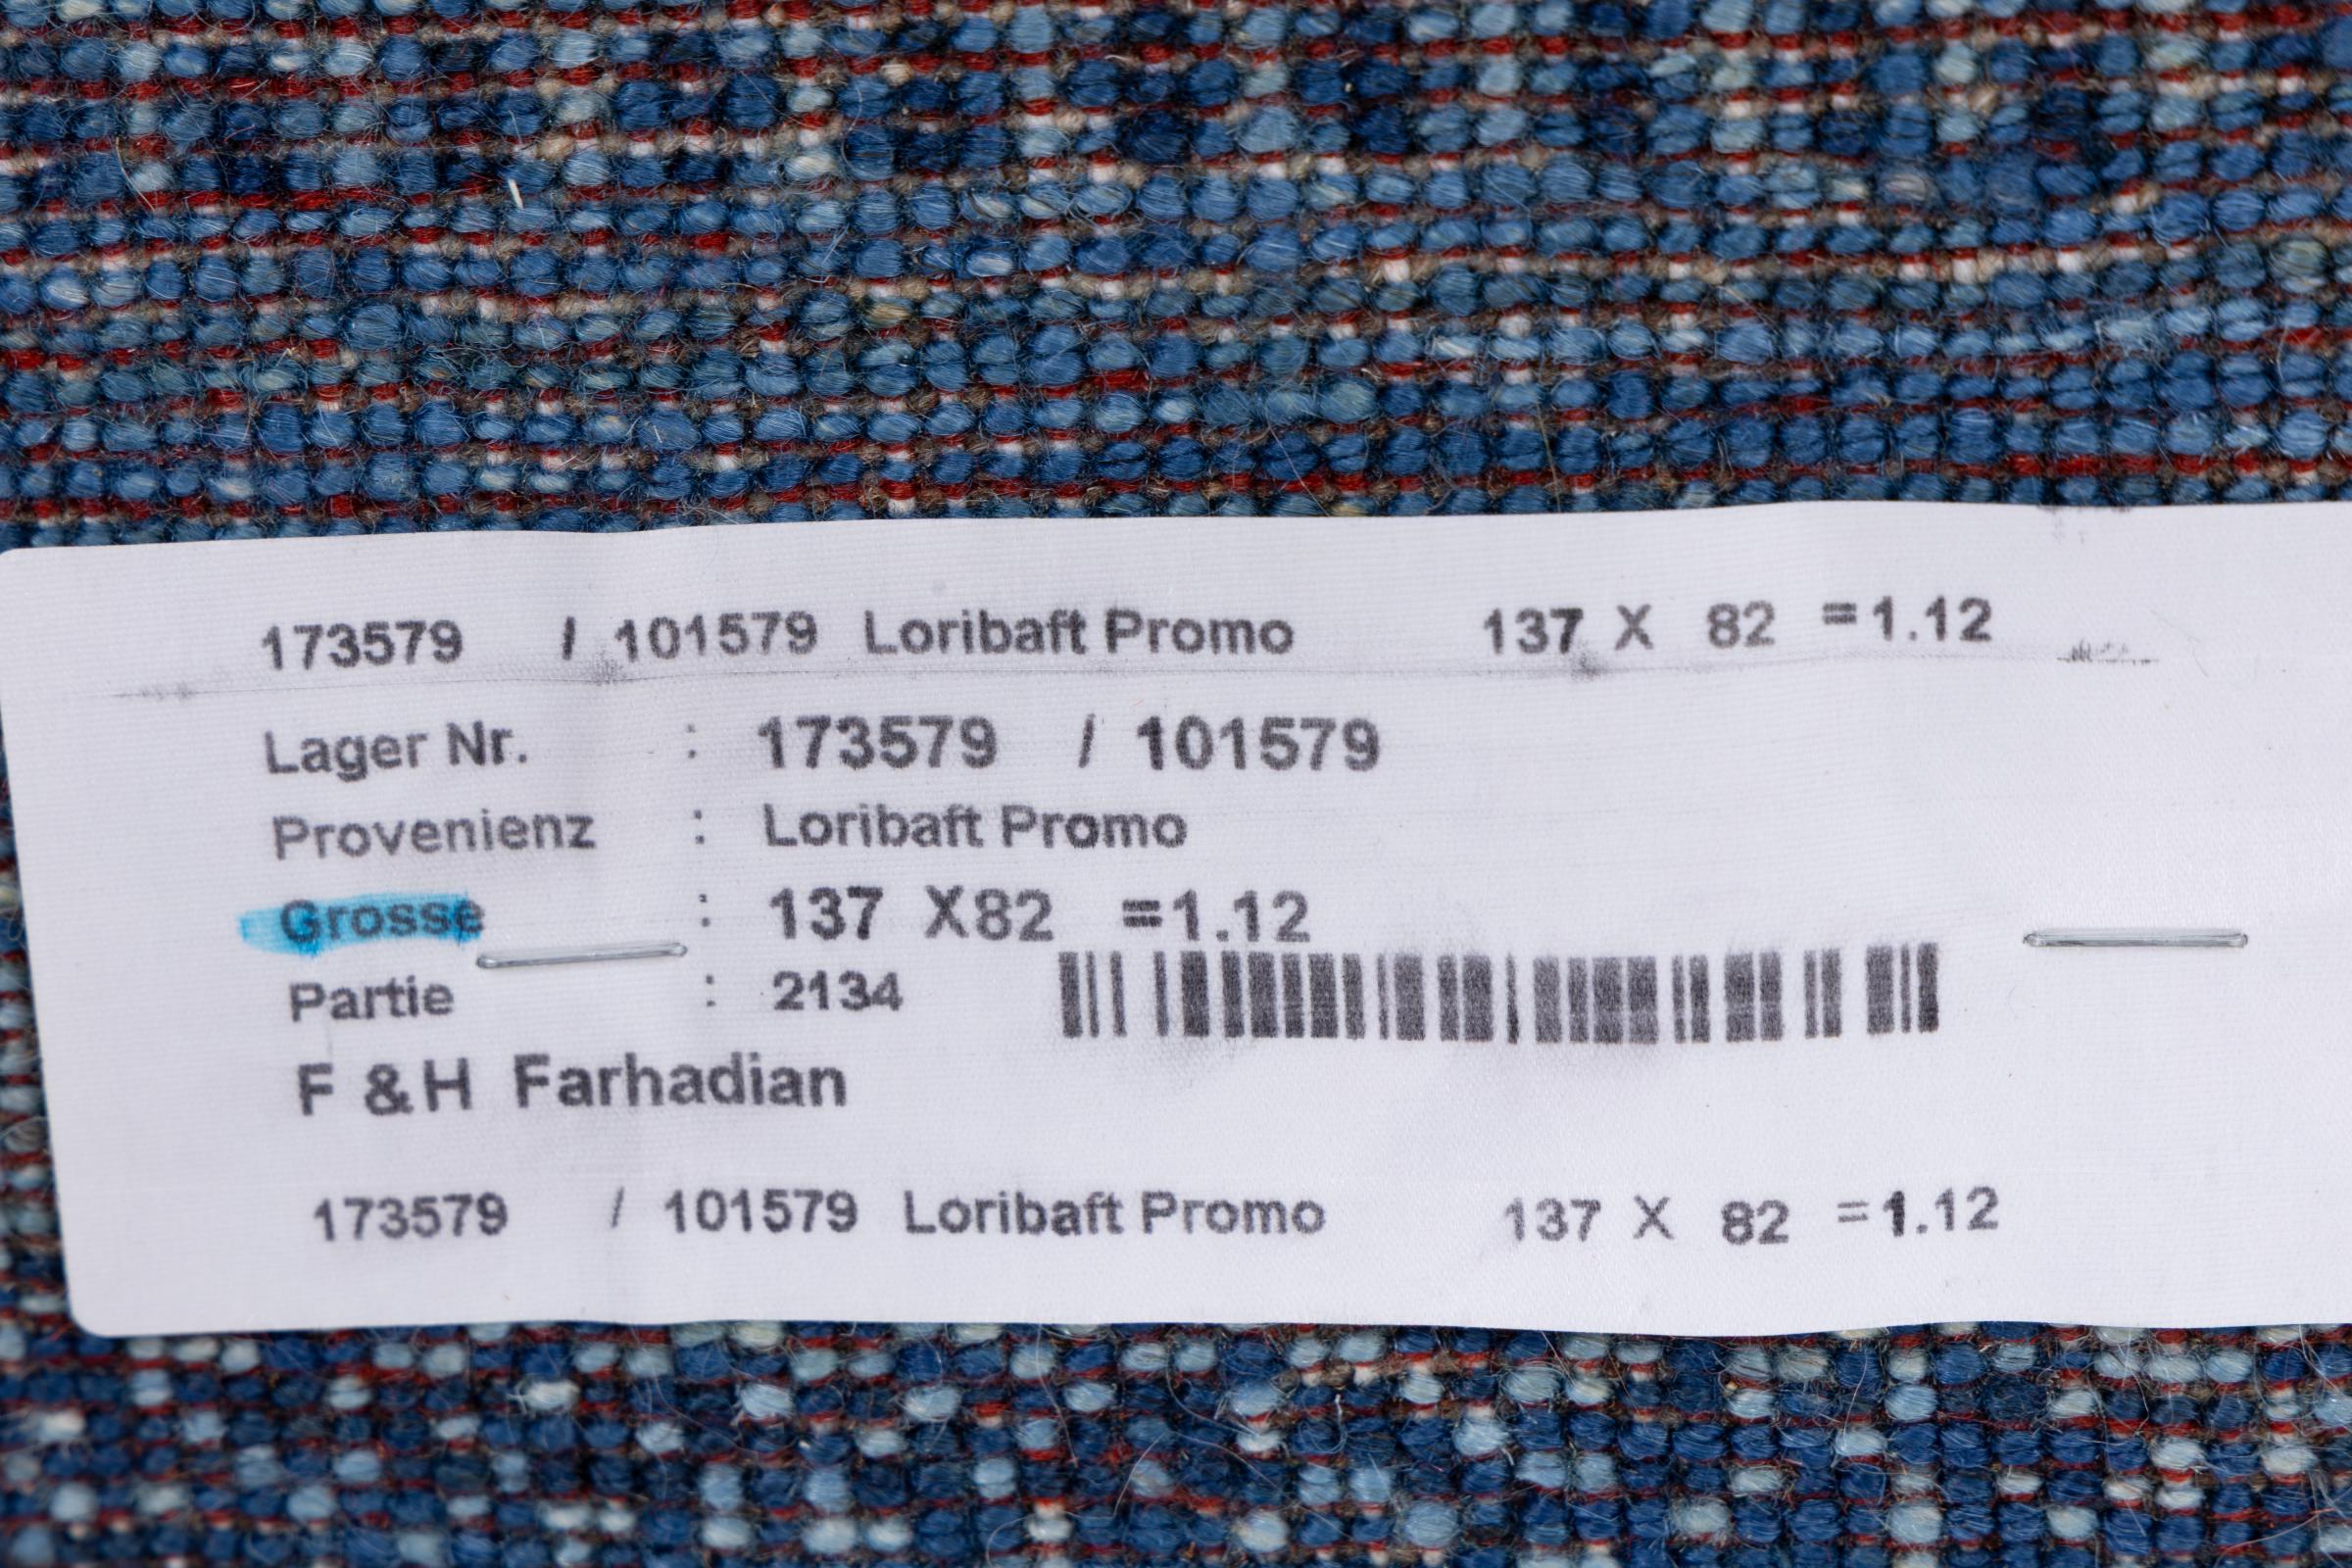 173579 / 101579 Loribaft Promo 137 X 82 =1.12
Lager Nr. : 173579 / 101579
Provenienz : Loribaft Promo
Grosse : 137 X82 =1.12
Partie : 2134
F &H Farhadian
173579 / 101579 Loribaft Promo 137 X 82 =1.12